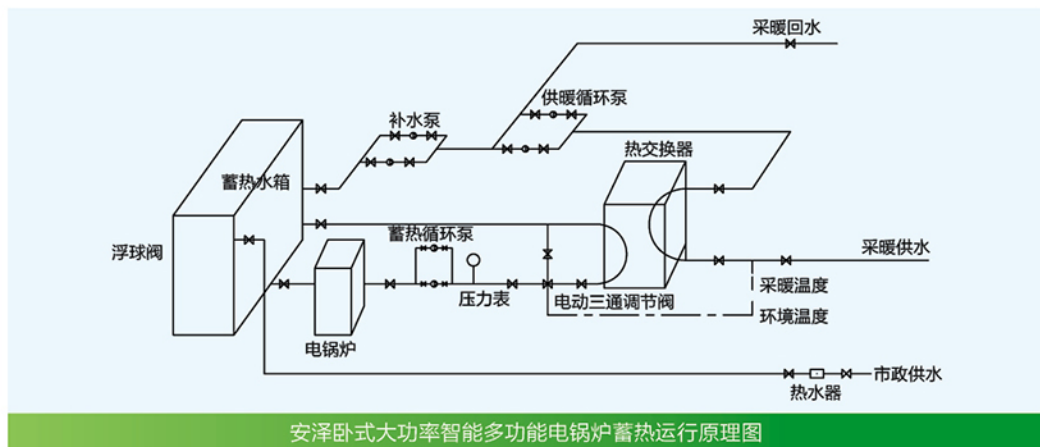 采暖回水
供暖循环泵
补水泵
热交换器
蓄热水箱
蓄热循环泵
浮球阀
采暖供水
压力表
电动三通调节阀
采暖温度
环境温度
电锅炉
市政供水
热水器
安泽卧式大功率智能多功能电锅炉蓄热运行原理图